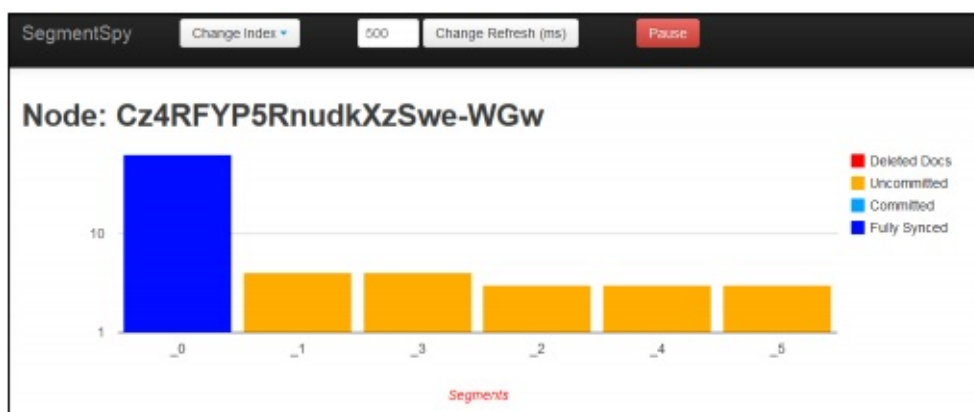 SegmentSpy Change Index 500 Change Refresh (ms) Pause
Node: Cz4RFYP5RnudkXzSwe-WGw
Deleted Docs
Uncommitted
Committed
Fully Synced
10
1
_0 _1 _3 _2 _4 _5
Segments